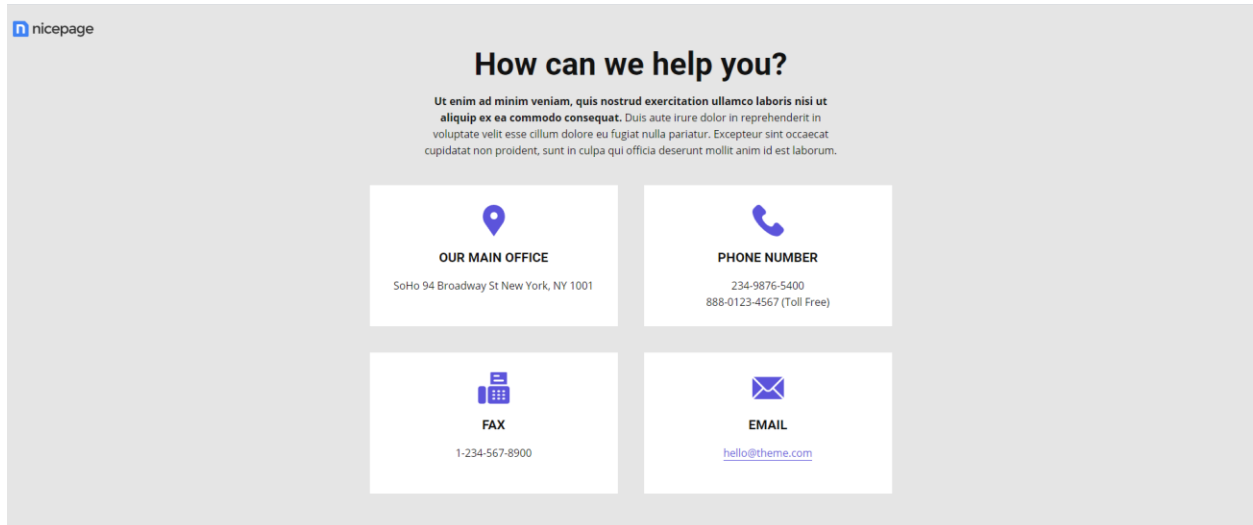 nicepage
How can we help you?
Ut enim ad minim veniam, quis nostrud exercitation ullamco laboris nisi ut
aliquip ex ea commodo consequat. Duis aute irure dolor in reprehenderit in
voluptate velit esse cillum dolore eu fugiat nulla pariatur. Excepteur sint occaecat
cupidatat non proident, sunt in culpa qui officia deserunt mollit anim id est laborum.
OUR MAIN OFFICE
SoHo 94 Broadway St New York, NY 1001
PHONE NUMBER
234-9876-5400
888-0123-4567 (Toll Free)
FAX
1-234-567-8900
EMAIL
hello@theme.com